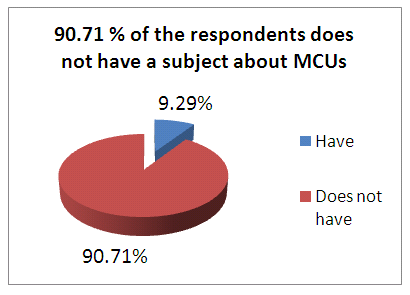 90.71 % of the respondents does
not have a subject about MCUs
9.29%
Have
Does not
have
90.71%